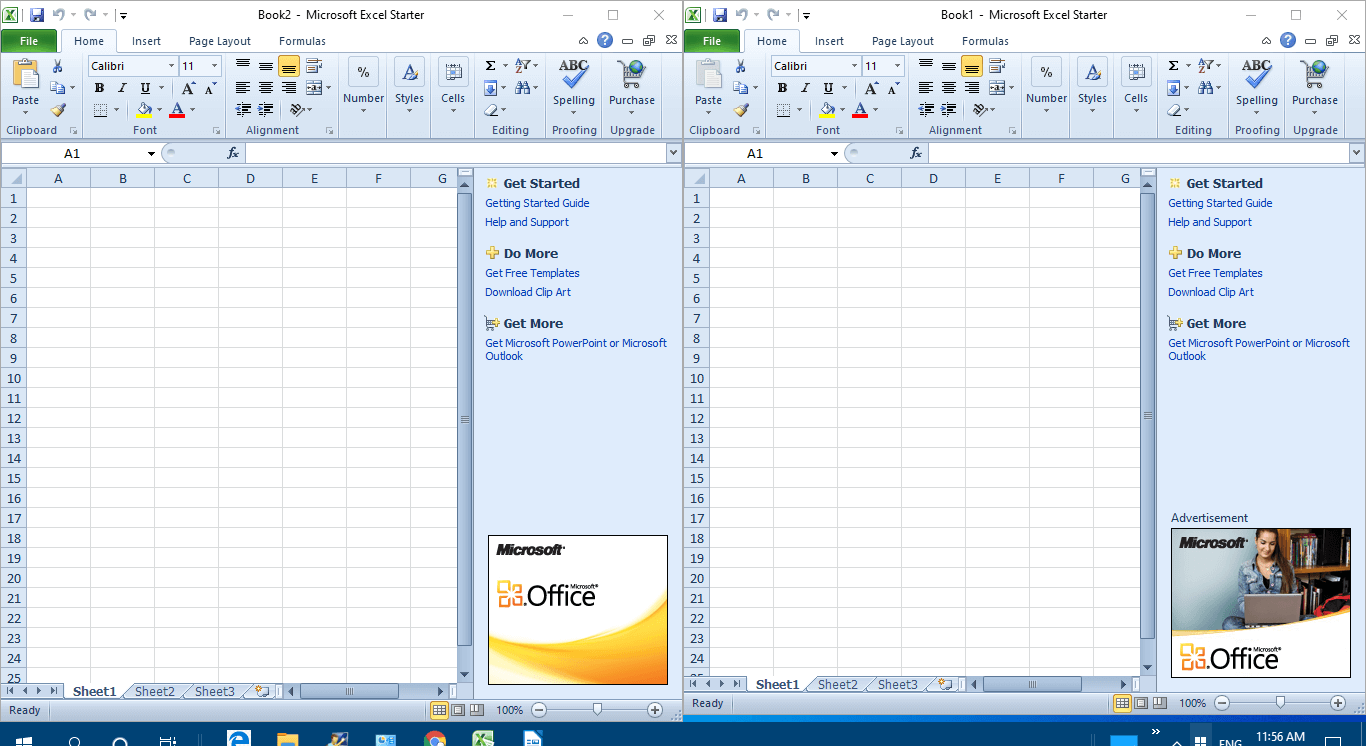 Book2 - Microsoft Excel Starter
File Home Insert Page Layout Formulas
Calibri 11
Paste
B I U
A A
A
%
Number
A
Styles
Cells
Σ
A Z
ABC
Spelling
Purchase
Clipboard Font Alignment Editing Proofing Upgrade
A1 fx
A B C D E F G
1
2
3
4
5
6
7
8
9
10
11
12
13
14
15
16
17
18
19
20
21
22
23
24
25
Get Started
Getting Started Guide
Help and Support
Do More
Get Free Templates
Download Clip Art
Get More
Get Microsoft PowerPoint or Microsoft
Outlook
Microsoft®
Microsoft®
Office
Sheet1 Sheet2 Sheet3
Ready 100%
Book1 - Microsoft Excel Starter
File Home Insert Page Layout Formulas
Calibri 11
Paste
B I U
A A
A
%
Number
A
Styles
Cells
Σ
A Z
ABC
Spelling
Purchase
Clipboard Font Alignment Editing Proofing Upgrade
A1 fx
A B C D E F G
1
2
3
4
5
6
7
8
9
10
11
12
13
14
15
16
17
18
19
20
21
22
23
24
Get Started
Getting Started Guide
Help and Support
Do More
Get Free Templates
Download Clip Art
Get More
Get Microsoft PowerPoint or Microsoft
Outlook
Advertisement
Microsoft®
Microsoft®
Office
Sheet1 Sheet2 Sheet3
Ready 100%
ENG 11:56 AM